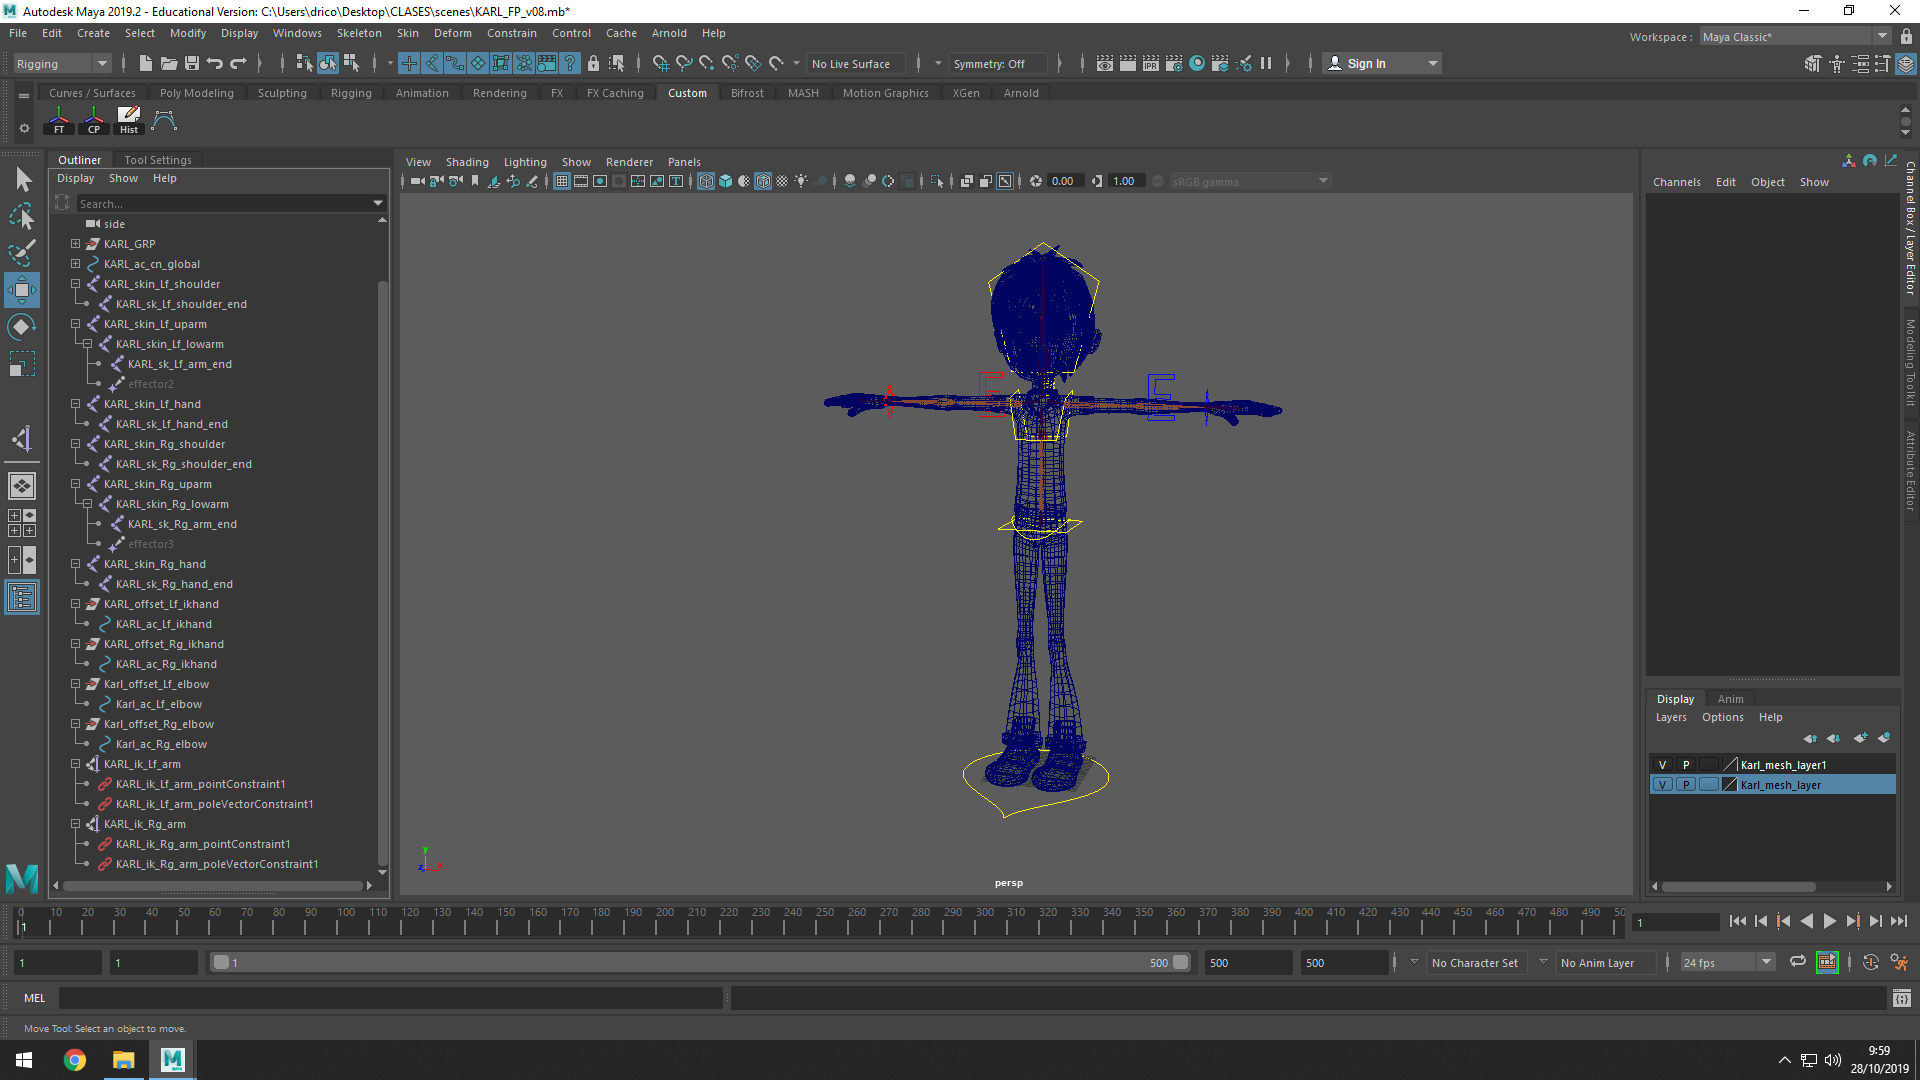 Autodesk Maya 2019.2 - Educational Version: C:\Users\drico\Desktop\CLASES\scenes\KARL_FP_v08.mb*
File Edit Create Select Modify Display Windows Skeleton Skin Deform Constrain Control Cache Arnold Help
Workspace : Maya Classic*
Rigging No Live Surface Symmetry: Off Sign In
Curves / Surfaces Poly Modeling Sculpting Rigging Animation Rendering FX FX Caching Custom Bifrost MASH Motion Graphics XGen Arnold
FT CP Hist
Outliner Tool Settings
Display Show Help
Search...
side
KARL_GRP
KARL_ac_cn_global
KARL_skin_Lf_shoulder
KARL_sk_Lf_shoulder_end
KARL_skin_Lf_uparm
KARL_skin_Lf_lowarm
KARL_sk_Lf_arm_end
effector2
KARL_skin_Lf_hand
KARL_sk_Lf_hand_end
KARL_skin_Rg_shoulder
KARL_sk_Rg_shoulder_end
KARL_skin_Rg_uparm
KARL_skin_Rg_lowarm
KARL_sk_Rg_arm_end
effector3
KARL_skin_Rg_hand
KARL_sk_Rg_hand_end
KARL_offset_Lf_ikhand
KARL_ac_Lf_ikhand
KARL_offset_Rg_ikhand
KARL_ac_Rg_ikhand
Karl_offset_Lf_elbow
Karl_ac_Lf_elbow
Karl_offset_Rg_elbow
Karl_ac_Rg_elbow
KARL_ik_Lf_arm
KARL_ik_Lf_arm_pointConstraint1
KARL_ik_Lf_arm_poleVectorConstraint1
KARL_ik_Rg_arm
KARL_ik_Rg_arm_pointConstraint1
KARL_ik_Rg_arm_poleVectorConstraint1
View Shading Lighting Show Renderer Panels
0.00 1.00 sRGB gamma
E E
y
z x
persp
Channels Edit Object Show
Channel Box / Layer Editor
Modeling Toolkit
Attribute Editor
Display Anim
Layers Options Help
V P Karl_mesh_layer1
V P Karl_mesh_layer
0 10 20 30 40 50 60 70 80 90 100 110 120 130 140 150 160 170 180 190 200 210 220 230 240 250 260 270 280 290 300 310 320 330 340 350 360 370 380 390 400 410 420 430 440 450 460 470 480 490 50
1 1
1 1 1 500 500 500 No Character Set No Anim Layer 24 fps
MEL
Move Tool: Select an object to move.
9:59
28/10/2019